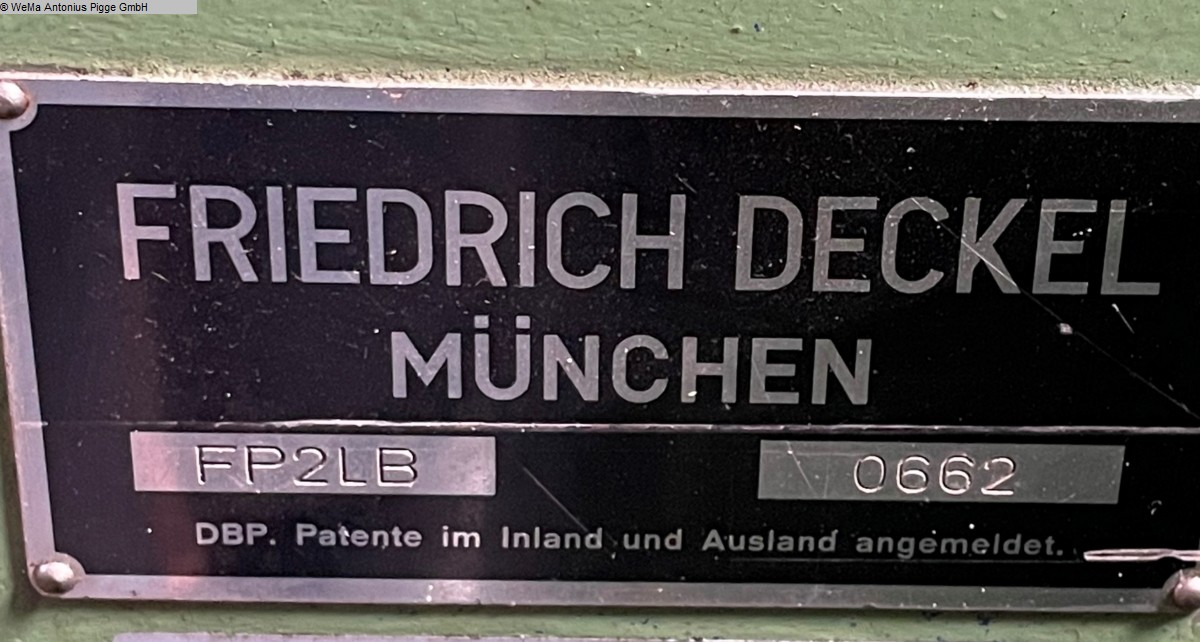 © WeMa Antonius Pigge GmbH
FRIEDRICH DECKEL
MÜNCHEN
FP2LB 0662
DBP. Patente im Inland und Ausland angemeldet.